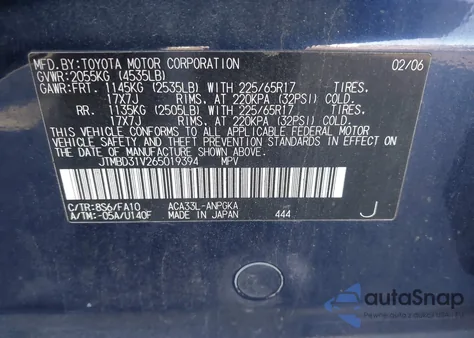 MFD.BY:TOYOTA MOTOR CORPORATION 02/06
GVWR:2055KG (4535LB)
GAWR:FRT. 1145KG (2535LB) WITH 225/65R17 TIRES,
17X7J RIMS, AT 220KPA (32PSI) COLD.
RR. 1135KG (2505LB) WITH 225/65R17 TIRES,
17X7J RIMS, AT 220KPA (32PSI) COLD.
THIS VEHICLE CONFORMS TO ALL APPLICABLE FEDERAL MOTOR
VEHICLE SAFETY AND THEFT PREVENTION STANDARDS IN EFFECT ON THE
DATE OF MANUFACTURE SHOWN ABOVE.
JTMBD31V265019394 MPV
C/TR:8S6/FA10 ACA33L-ANPGKA
A/TM:-05A/U140F MADE IN JAPAN 444 J
autoSnap